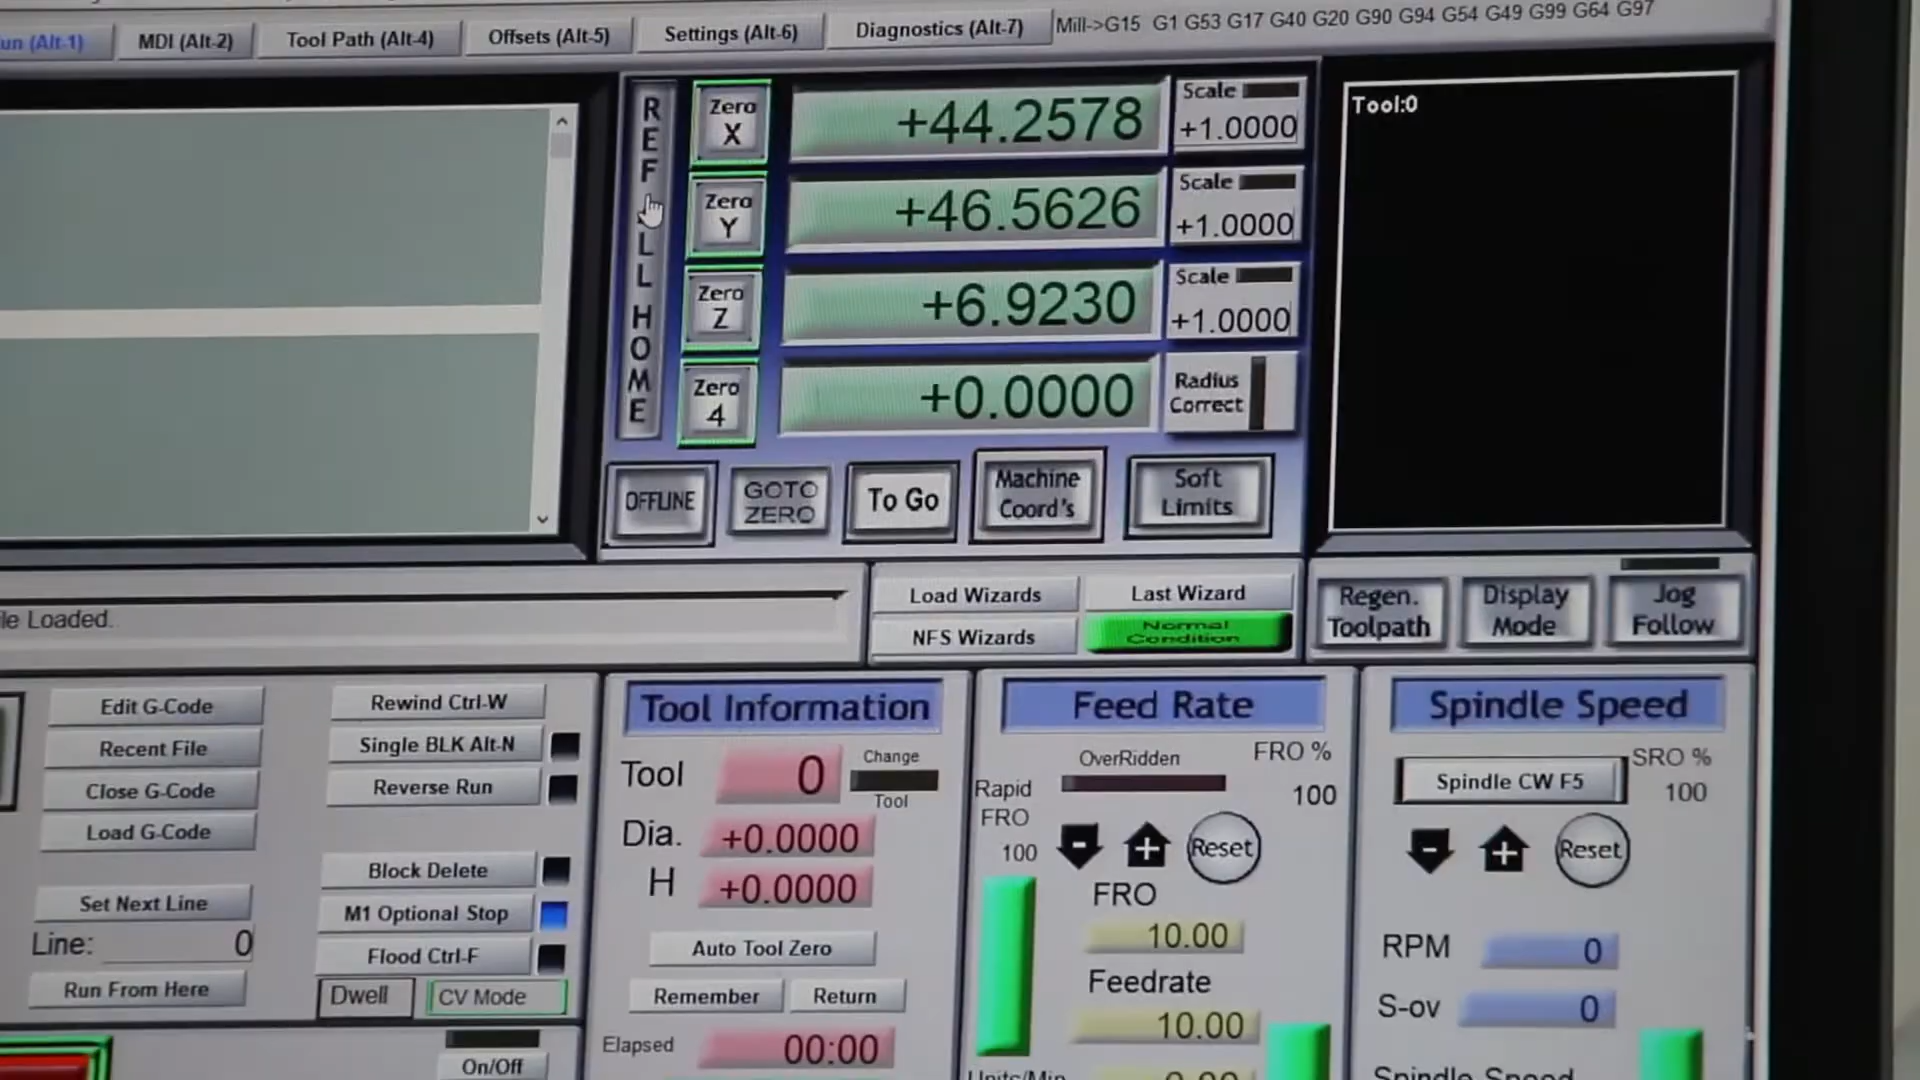 un (Alt-1) MDI (Alt-2) Tool Path (Alt-4) Offsets (Alt-5) Settings (Alt-6) Diagnostics (Alt-7) Mill->G15 G1 G53 G17 G40 G20 G90 G94 G54 G49 G99 G64 G97
REF LL HOME
Zero X +44.2578 Scale +1.0000
Zero Y +46.5626 Scale +1.0000
Zero Z +6.9230 Scale +1.0000
Zero 4 +0.0000 Radius Correct
Tool:0
OFFLINE GOTO ZERO To Go Machine Coord's Soft Limits
le Loaded.
Load Wizards Last Wizard
NFS Wizards Normal Condition
Regen. Toolpath Display Mode Jog Follow
Edit G-Code
Recent File
Close G-Code
Load G-Code
Set Next Line
Line: 0
Run From Here
Rewind Ctrl-W
Single BLK Alt-N
Reverse Run
Block Delete
M1 Optional Stop
Flood Ctrl-F
Dwell CV Mode
On/Off
Tool Information
Tool 0 Change Tool
Dia. +0.0000
H +0.0000
Auto Tool Zero
Remember Return
Elapsed 00:00
Feed Rate
OverRidden FRO %
100
Rapid
FRO
100
Reset
FRO
10.00
Feedrate
10.00
Units/Min 0.00
Spindle Speed
Spindle CW F5 SRO %
100
Reset
RPM 0
S-ov 0
Spindle Speed